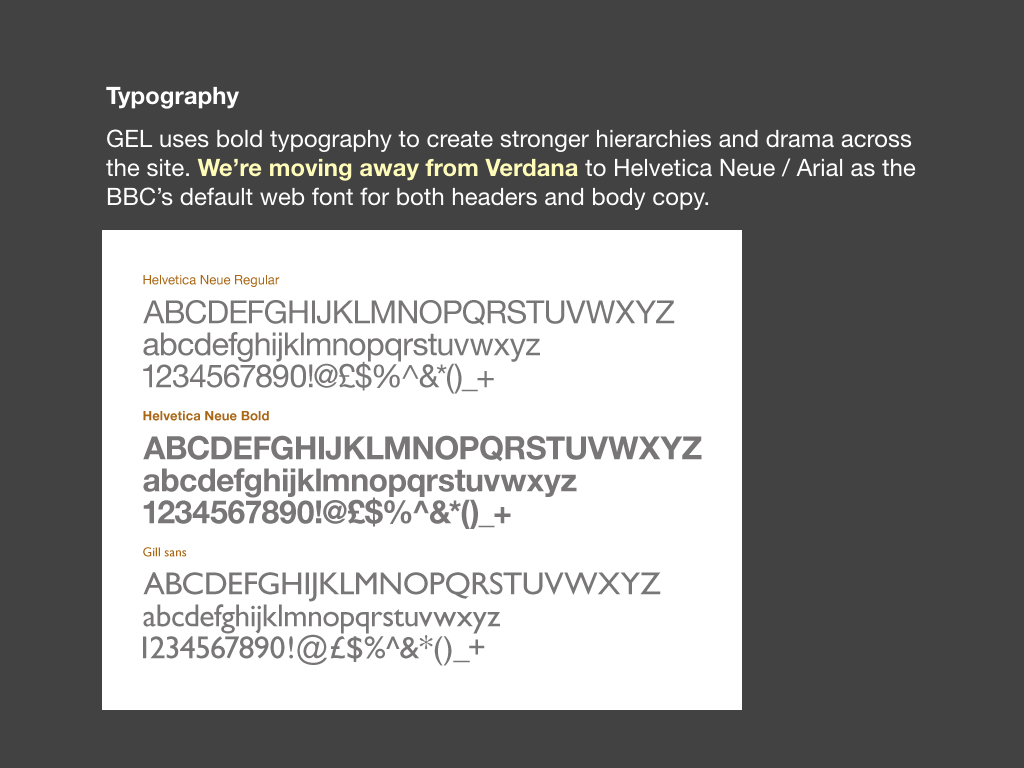 Typography
GEL uses bold typography to create stronger hierarchies and drama across
the site. We’re moving away from Verdana to Helvetica Neue / Arial as the
BBC’s default web font for both headers and body copy.
Helvetica Neue Regular
ABCDEFGHIJKLMNOPQRSTUVWXYZ
abcdefghijklmnopqrstuvwxyz
1234567890!@£$%^&*()_+
Helvetica Neue Bold
ABCDEFGHIJKLMNOPQRSTUVWXYZ
abcdefghijklmnopqrstuvwxyz
1234567890!@£$%^&*()_+
Gill sans
ABCDEFGHIJKLMNOPQRSTUVWXYZ
abcdefghijklmnopqrstuvwxyz
1234567890!@£$%^&*()_+